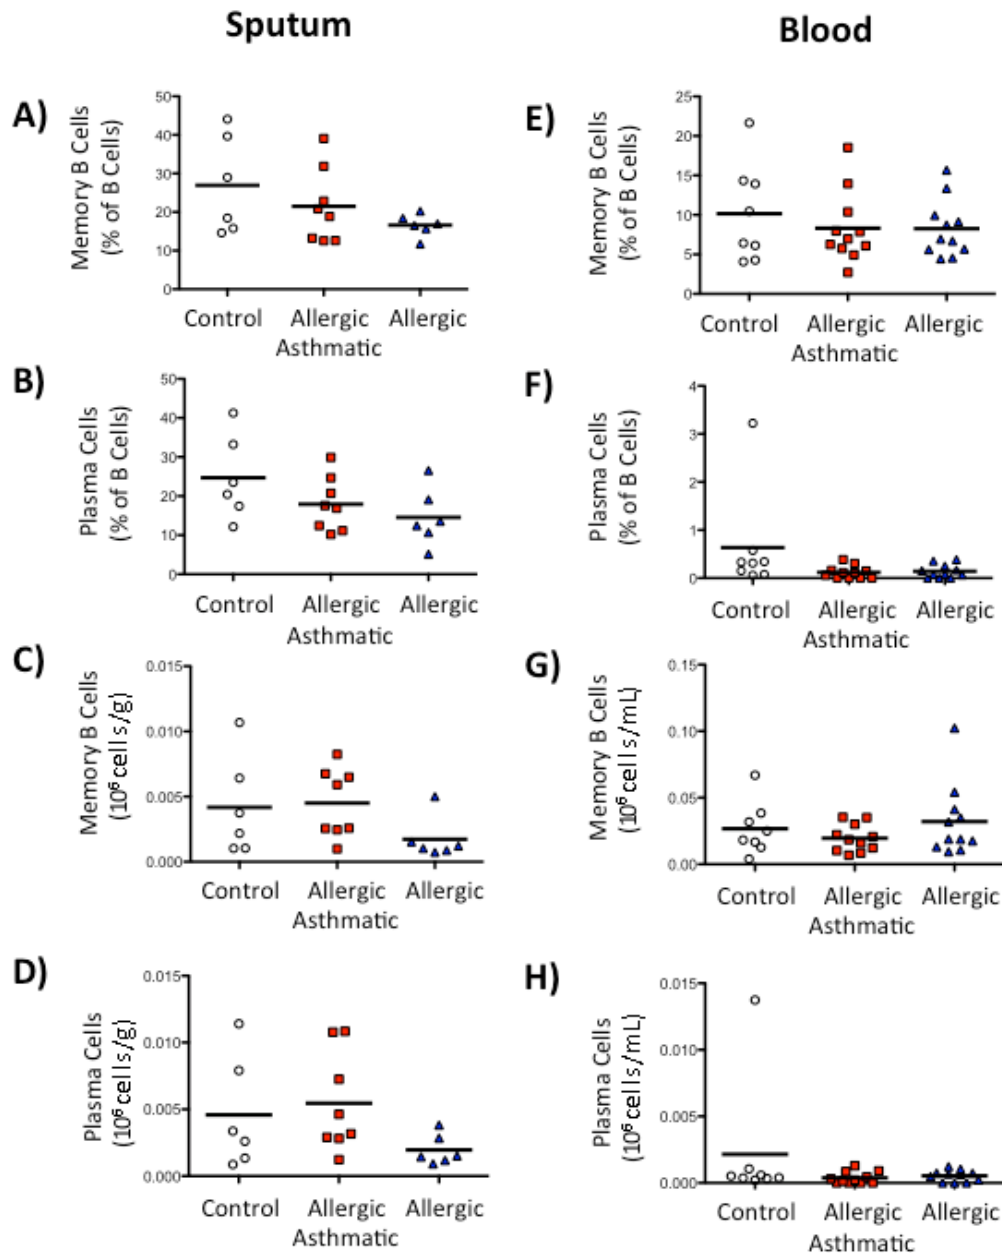 Sputum
Blood
A)
Memory B Cells
(% of B Cells)
50
40
30
20
10
0
Control
Allergic
Asthmatic
Allergic
E)
Memory B Cells
(% of B Cells)
25
20
15
10
5
0
Control
Allergic
Asthmatic
Allergic
B)
Plasma Cells
(% of B Cells)
50
40
30
20
10
0
Control
Allergic
Asthmatic
Allergic
F)
Plasma Cells
(% of B Cells)
4
3
2
1
0
Control
Allergic
Asthmatic
Allergic
C)
Memory B Cells
(10⁶ cells/g)
0.015
0.010
0.005
0.000
Control
Allergic
Asthmatic
Allergic
G)
Memory B Cells
(10⁶ cells/mL)
0.15
0.10
0.05
0.00
Control
Allergic
Asthmatic
Allergic
D)
Plasma Cells
(10⁶ cells/g)
0.015
0.010
0.005
0.000
Control
Allergic
Asthmatic
Allergic
H)
Plasma Cells
(10⁶ cells/mL)
0.015
0.010
0.005
0.000
Control
Allergic
Asthmatic
Allergic